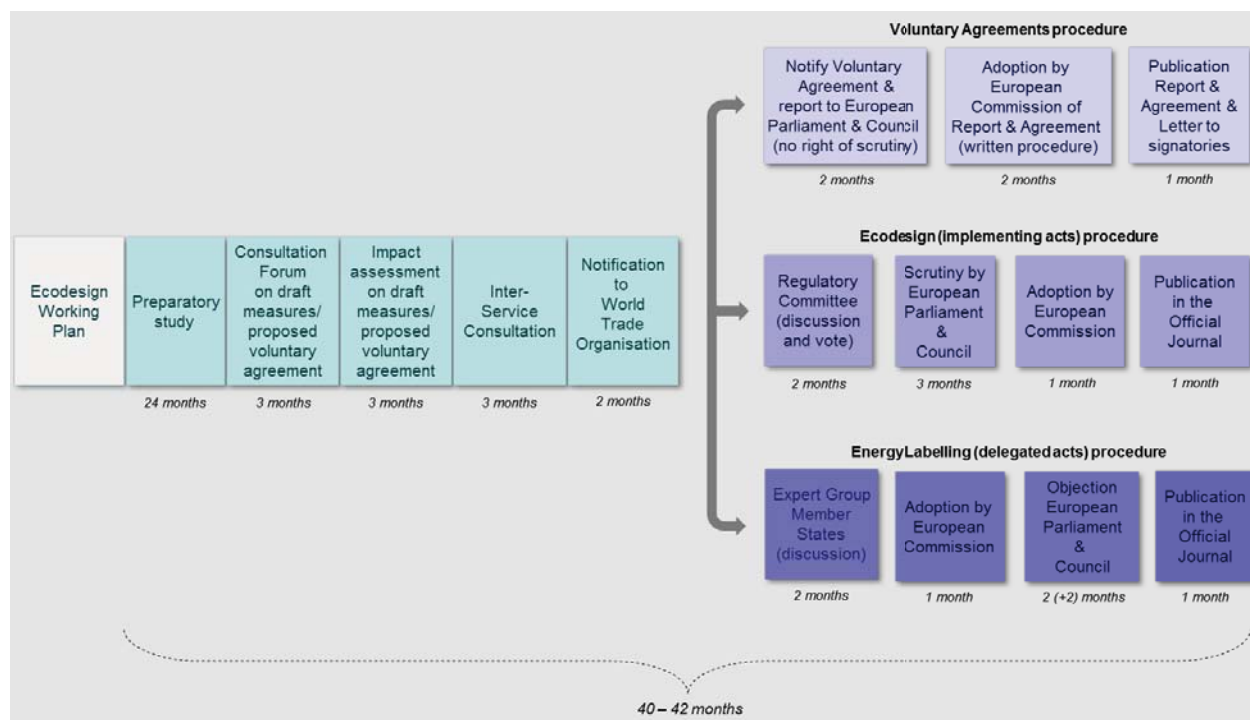 Voluntary Agreements procedure
Notify Voluntary
Agreement &
report to European
Parliament & Council
(no right of scrutiny)
2 months
Adoption by
European
Commission of
Report & Agreement
(written procedure)
2 months
Publication
Report &
Agreement &
Letter to
signatories
1 month
Ecodesign
Working
Plan
Preparatory
study
24 months
Consultation
Forum
on draft
measures/
proposed
voluntary
agreement
3 months
Impact
assessment
on draft
measures/
proposed
voluntary
agreement
3 months
Inter-
Service
Consultation
3 months
Notification
to
World
Trade
Organisation
2 months
Ecodesign (implementing acts) procedure
Regulatory
Committee
(discussion
and vote)
2 months
Scrutiny by
European
Parliament
&
Council
3 months
Adoption by
European
Commission
1 month
Publication
in the
Official
Journal
1 month
Energy Labelling (delegated acts) procedure
Expert Group
Member
States
(discussion)
2 months
Adoption by
European
Commission
1 month
Objection
European
Parliament
&
Council
2 (+2) months
Publication
in the
Official
Journal
1 month
40 – 42 months